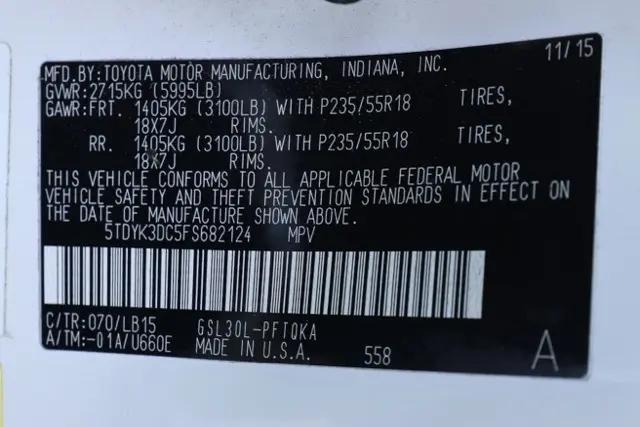 11/15
MFD.BY:TOYOTA MOTOR MANUFACTURING, INDIANA, INC.
GVWR:2715KG (5995LB)
GAWR:FRT. 1405KG (3100LB) WITH P235/55R18 TIRES,
18X7J RIMS.
RR. 1405KG (3100LB) WITH P235/55R18 TIRES,
18X7J RIMS.
THIS VEHICLE CONFORMS TO ALL APPLICABLE FEDERAL MOTOR
VEHICLE SAFETY AND THEFT PREVENTION STANDARDS IN EFFECT ON
THE DATE OF MANUFACTURE SHOWN ABOVE.
5TDYK3DC5FS682124 MPV
C/TR:070/LB15 GSL30L-PFTQKA
A/TM:-01A/U660E MADE IN U.S.A. 558 A